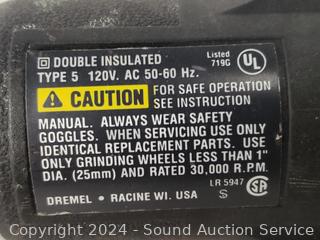 DOUBLE INSULATED
Listed
719G
UL
TYPE 5 120V. AC 50-60 Hz.
CAUTION
FOR SAFE OPERATION
SEE INSTRUCTION
MANUAL. ALWAYS WEAR SAFETY
GOGGLES. WHEN SERVICING USE ONLY
IDENTICAL REPLACEMENT PARTS. USE
ONLY GRINDING WHEELS LESS THAN 1"
DIA. (25mm) AND RATED 30,000 R.P.M.
LR 5947
DREMEL • RACINE WI. USA
S
SA
Copyright 2024 - Sound Auction Service